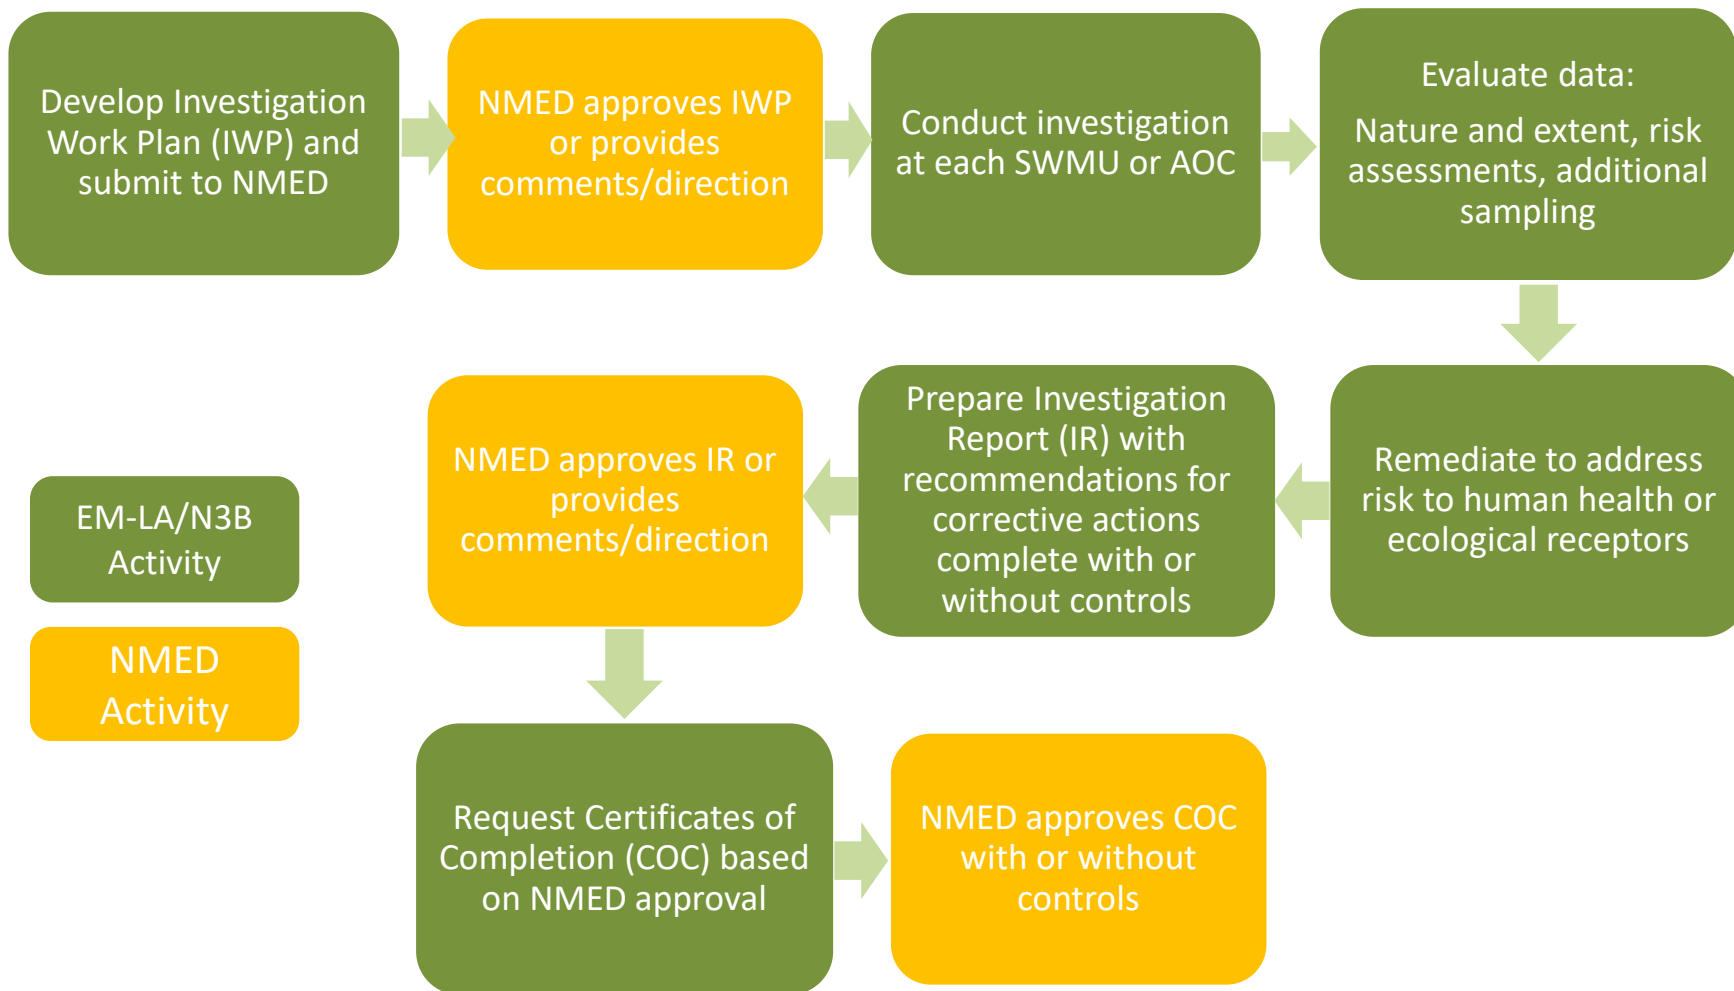 Develop Investigation
Work Plan (IWP) and
submit to NMED
NMED approves IWP
or provides
comments/direction
Conduct investigation
at each SWMU or AOC
Evaluate data:
Nature and extent, risk
assessments, additional
sampling
Remediate to address
risk to human health or
ecological receptors
Prepare Investigation
Report (IR) with
recommendations for
corrective actions
complete with or
without controls
NMED approves IR or
provides
comments/direction
EM-LA/N3B
Activity
NMED
Activity
Request Certificates of
Completion (COC) based
on NMED approval
NMED approves COC
with or without
controls